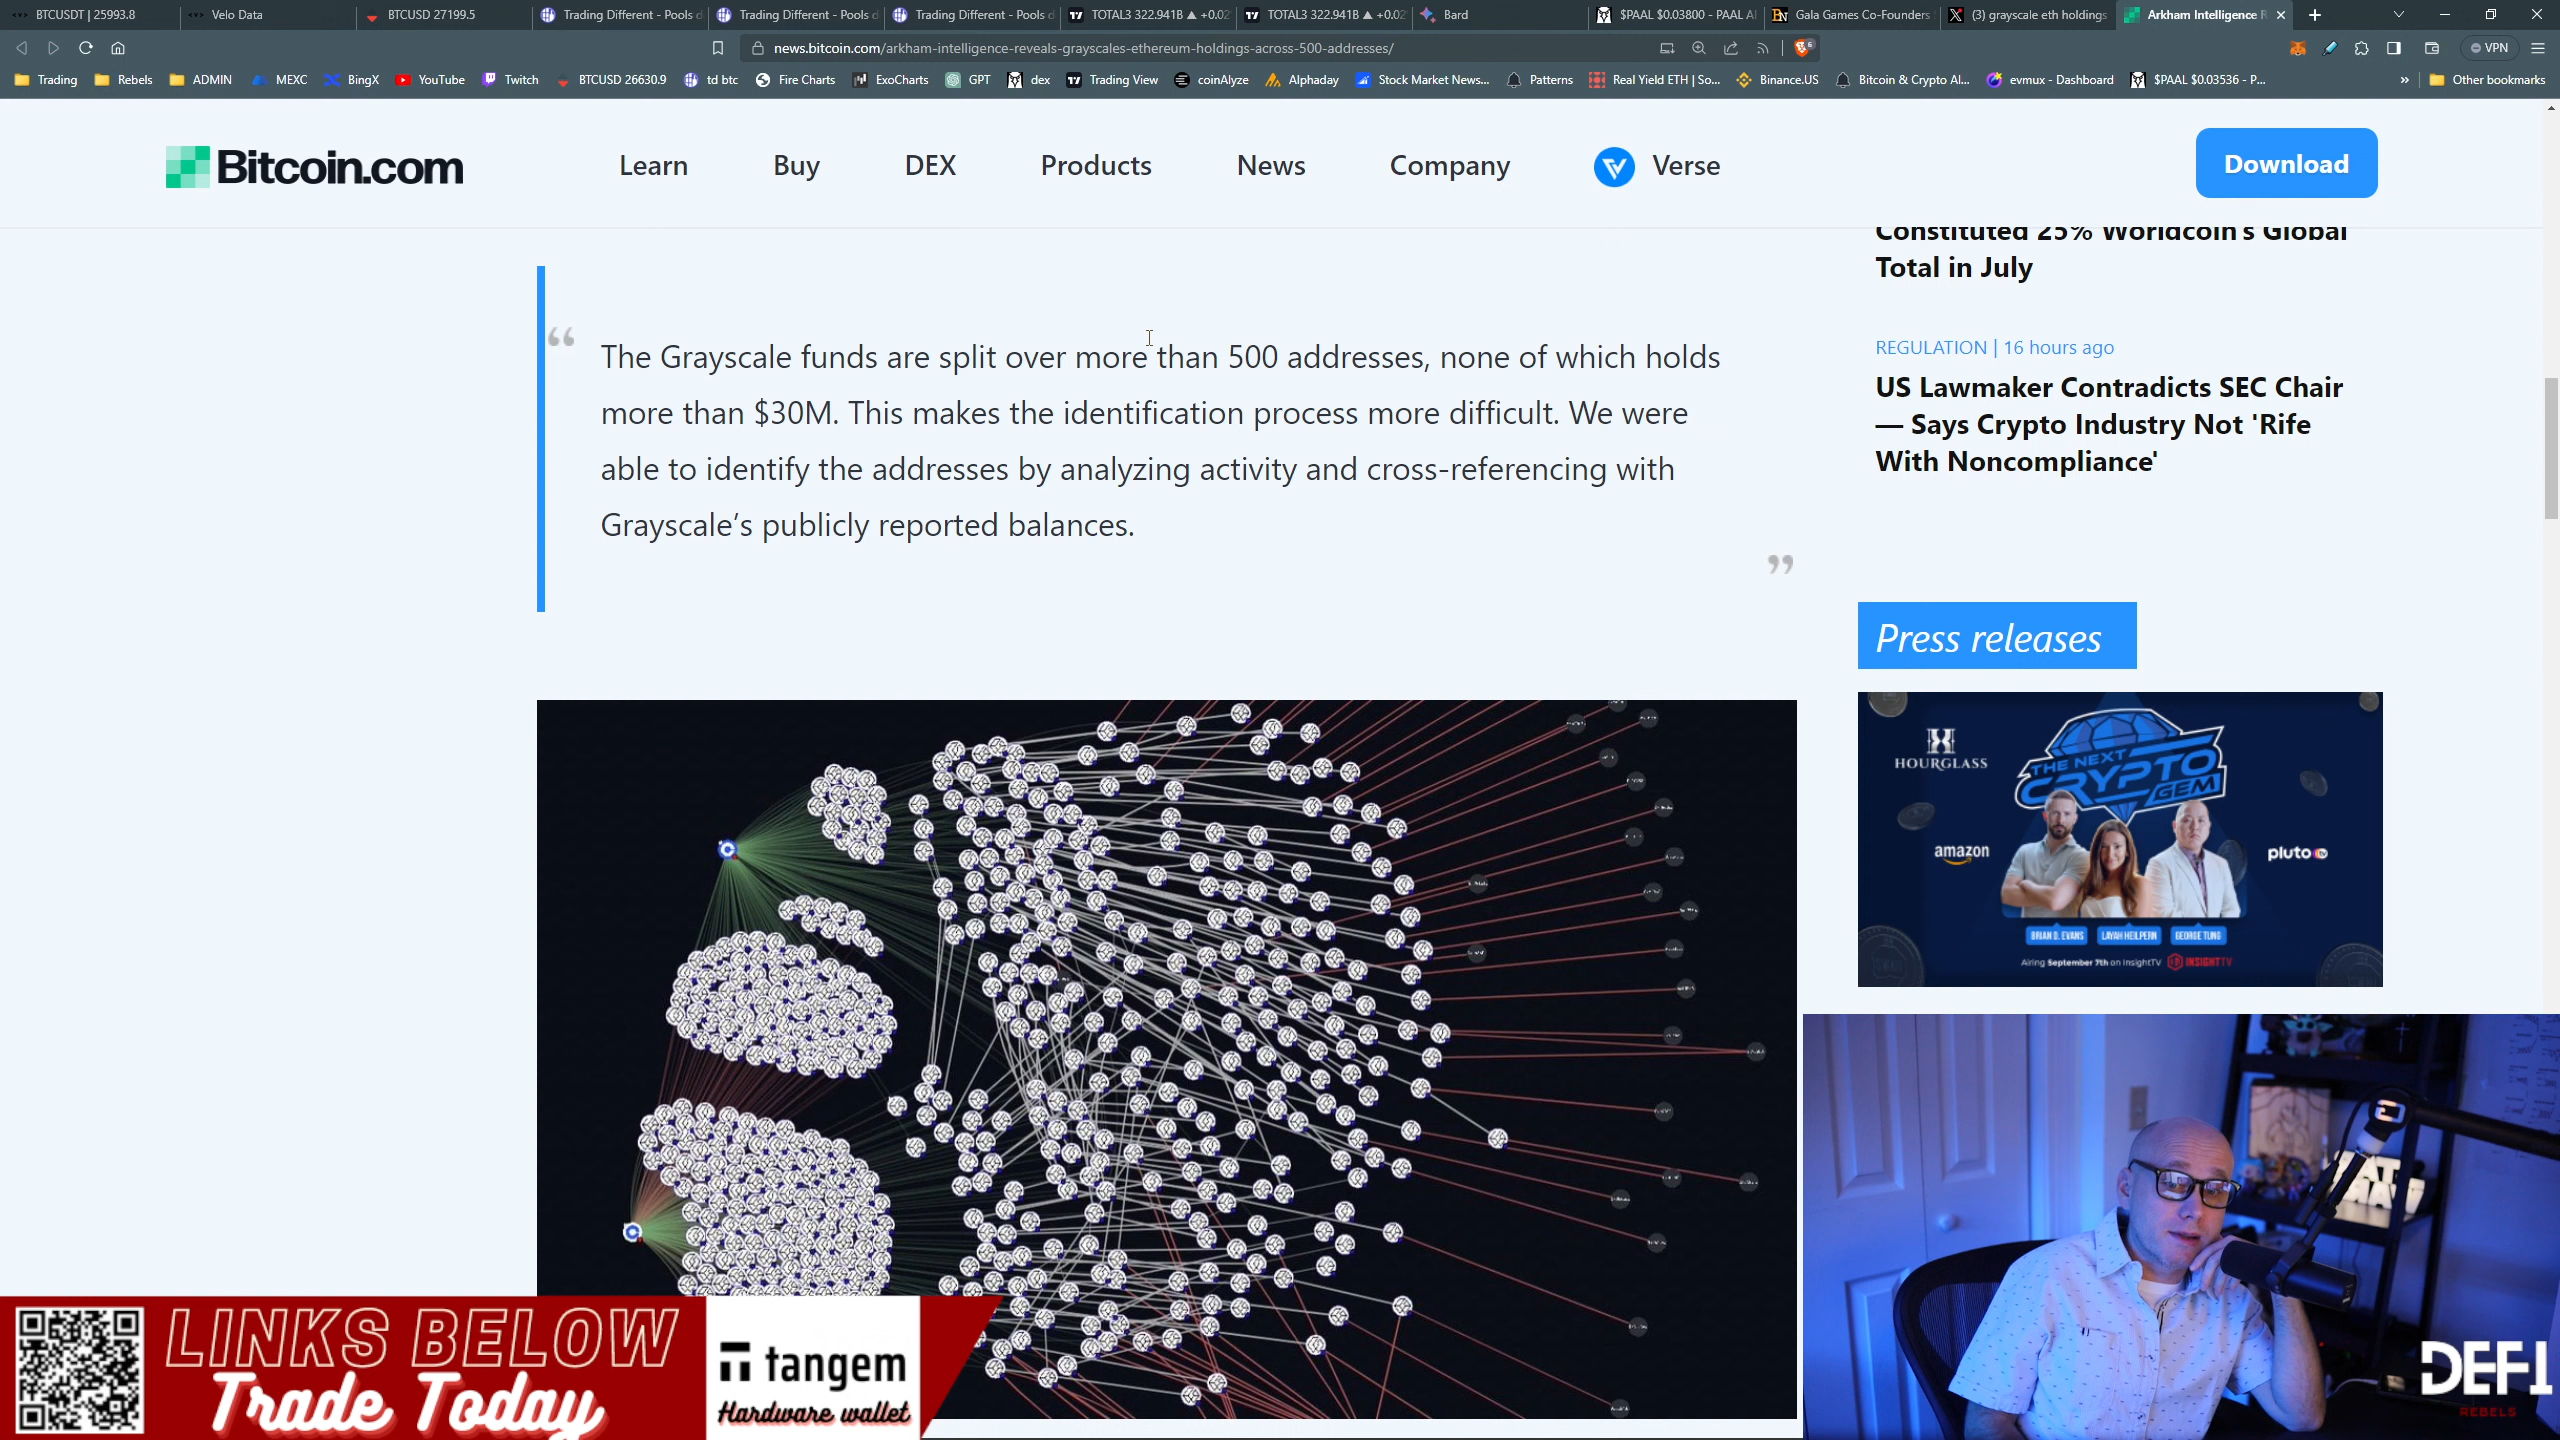 BTCUSDT | 25993.8
Velo Data
BTCUSD 27199.5
Trading Different - Pools d
Trading Different - Pools d
Trading Different - Pools d
TOTAL3 322.941B ▲ +0.02
TOTAL3 322.941B ▲ +0.02
Bard
$PAAL $0.03800 - PAAL AI
Gala Games Co-Founders
(3) grayscale eth holdings
Arkham Intelligence R
news.bitcoin.com/arkham-intelligence-reveals-grayscales-ethereum-holdings-across-500-addresses/
6
VPN
Trading
Rebels
ADMIN
MEXC
BingX
YouTube
Twitch
BTCUSD 26630.9
td btc
Fire Charts
ExoCharts
GPT
dex
Trading View
coinAlyze
Alphaday
Stock Market News...
Patterns
Real Yield ETH | So...
Binance.US
Bitcoin & Crypto Al...
evmux - Dashboard
$PAAL $0.03536 - P...
»
Other bookmarks
Bitcoin.com
Learn
Buy
DEX
Products
News
Company
Verse
Download
Constituted 25% Worldcoin's Global
Total in July
REGULATION | 16 hours ago
US Lawmaker Contradicts SEC Chair
— Says Crypto Industry Not 'Rife
With Noncompliance'
“
The Grayscale funds are split over more than 500 addresses, none of which holds
more than $30M. This makes the identification process more difficult. We were
able to identify the addresses by analyzing activity and cross-referencing with
Grayscale’s publicly reported balances.
”
Press releases
HOURGLASS
THE NEXT
CRYPTO
GEM
amazon
pluto tv
BRIAN D. EVANS
LAYAH HEILPERN
GEORGE TUNG
Airing September 7th on InsightTV
INSIGHTTV
LINKS BELOW
Trade Today
tangem
Hardware wallet
DEFI
REBELS